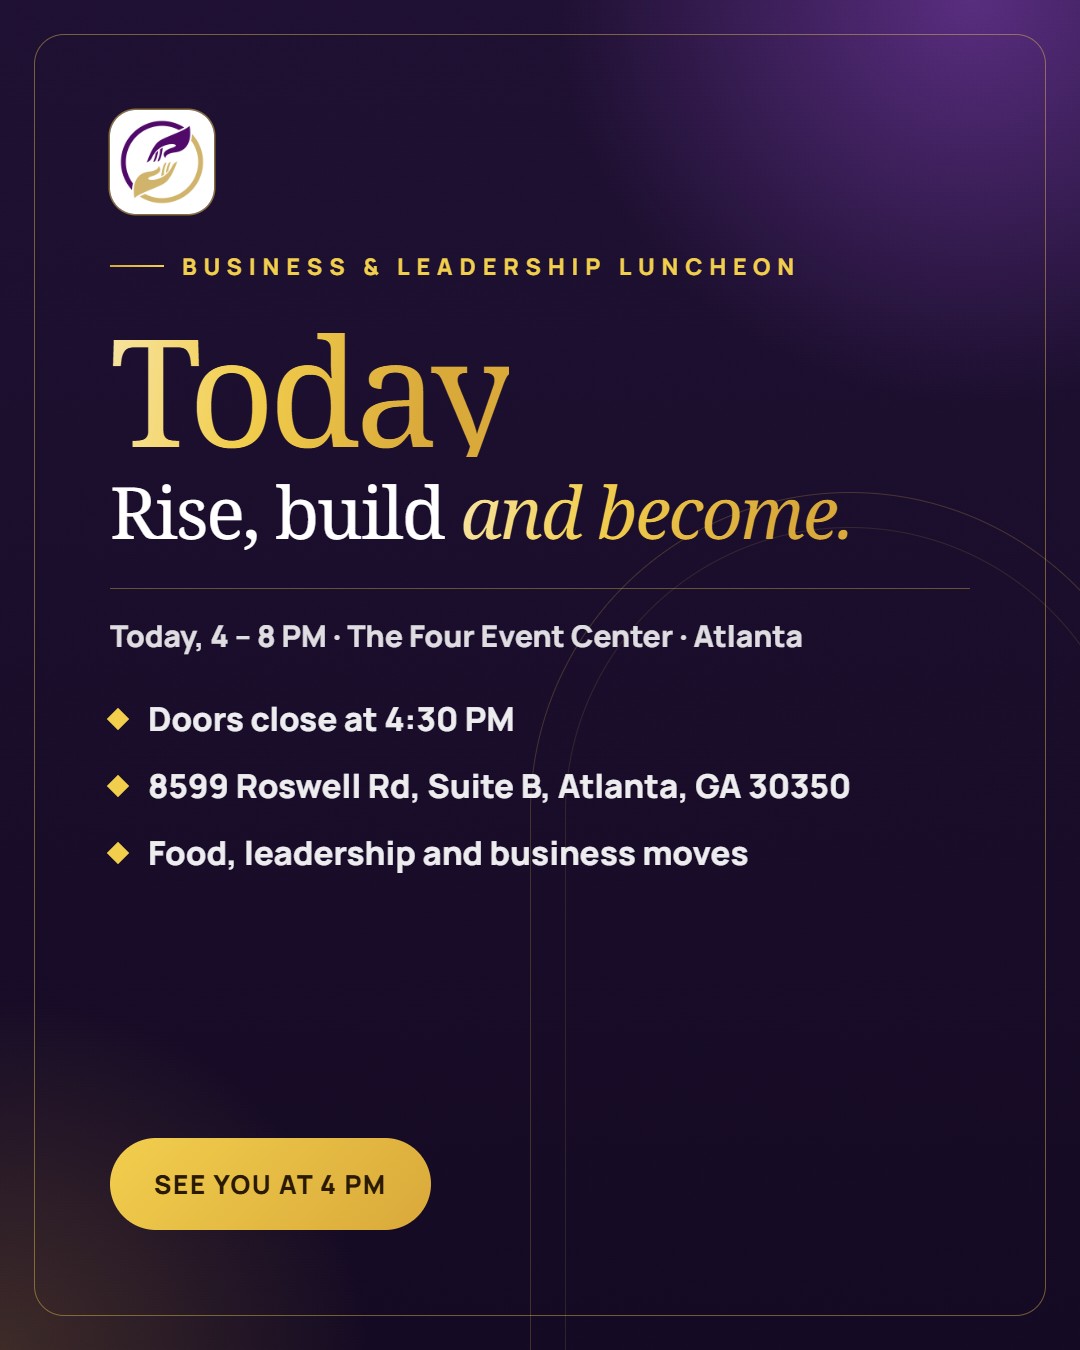 BUSINESS & LEADERSHIP LUNCHEON
Today
Rise, build and become.
Today, 4 – 8 PM · The Four Event Center · Atlanta
Doors close at 4:30 PM
8599 Roswell Rd, Suite B, Atlanta, GA 30350
Food, leadership and business moves
SEE YOU AT 4 PM